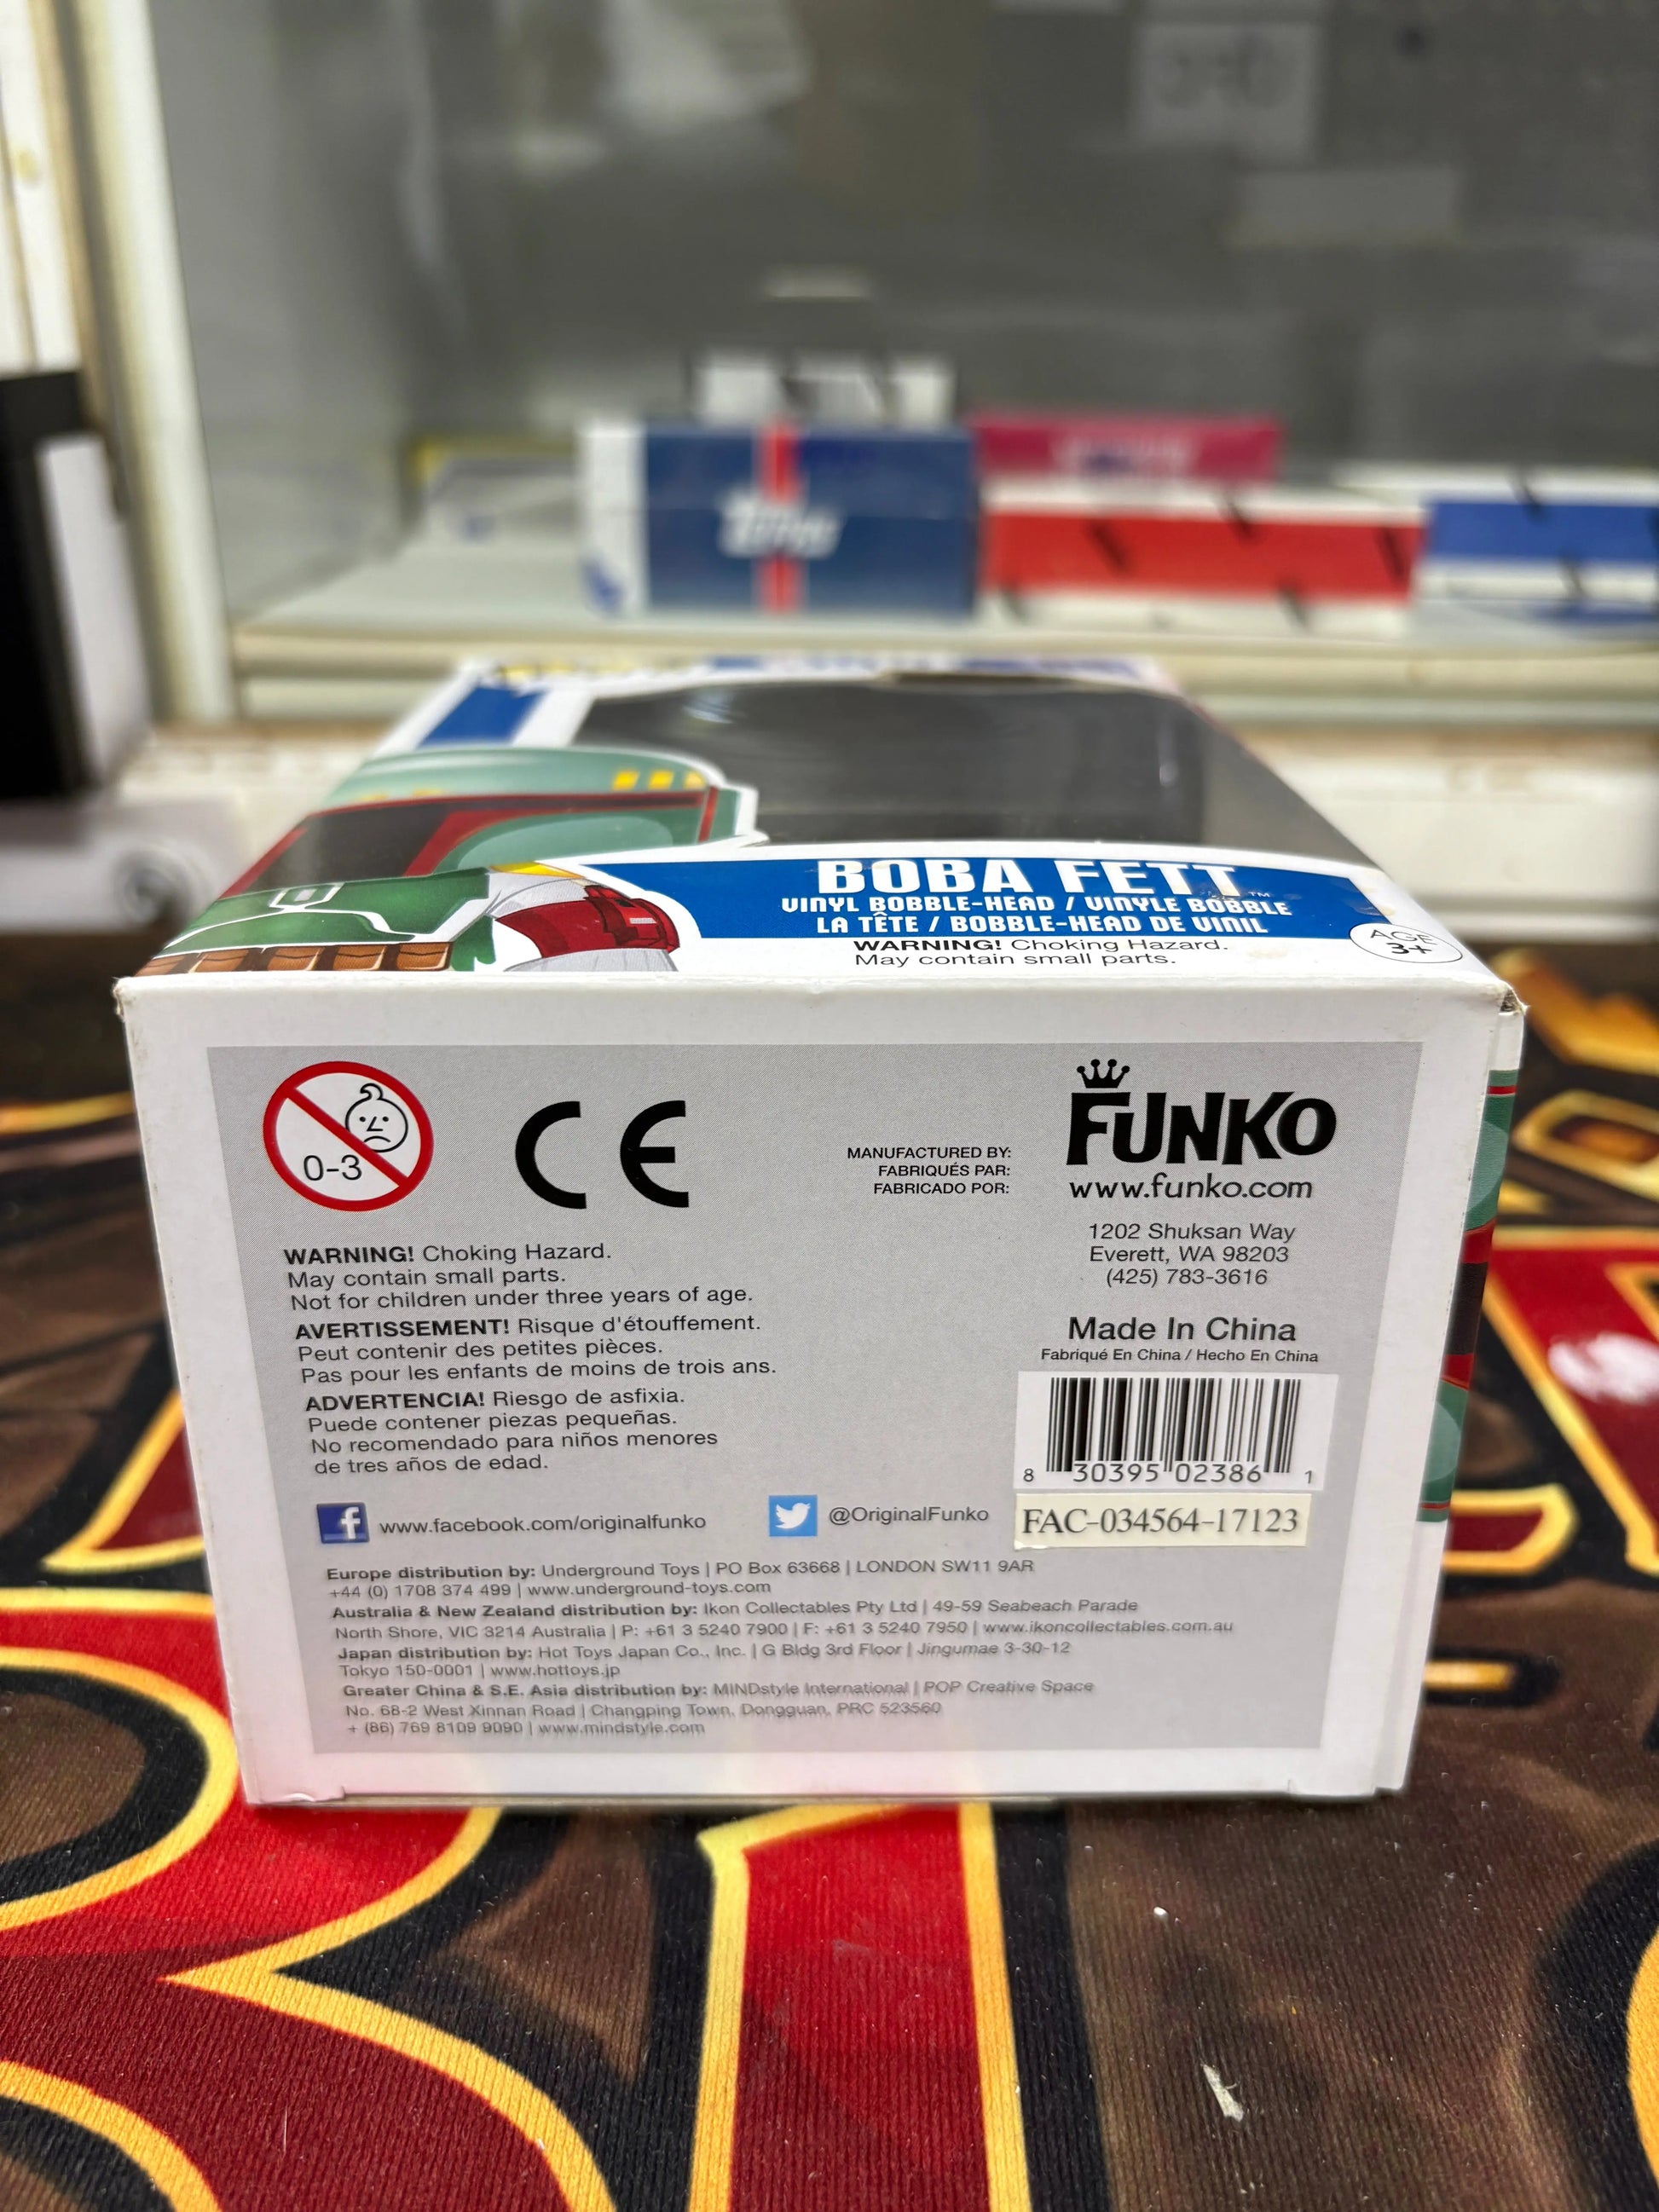 topps
BOBA FETT™
VINYL BOBBLE-HEAD / VINYLE BOBBLE
LA TÊTE / BOBBLE-HEAD DE VINIL
WARNING! Choking Hazard.
May contain small parts.
AGE
3+
0-3
CE
MANUFACTURED BY:
FABRIQUÉS PAR:
FABRICADO POR:
FUNKO
www.funko.com
1202 Shuksan Way
Everett, WA 98203
(425) 783-3616
WARNING! Choking Hazard.
May contain small parts.
Not for children under three years of age.
AVERTISSEMENT! Risque d'étouffement.
Peut contenir des petites pièces.
Pas pour les enfants de moins de trois ans.
ADVERTENCIA! Riesgo de asfixia.
Puede contener piezas pequeñas.
No recomendado para niños menores
de tres años de edad.
Made In China
Fabriqué En China / Hecho En China
8 30395 02386 1
FAC-034564-17123
f www.facebook.com/originalfunko
@OriginalFunko
Europe distribution by: Underground Toys | PO Box 63668 | LONDON SW11 9AR
+44 (0) 1708 374 499 | www.underground-toys.com
Australia & New Zealand distribution by: Ikon Collectables Pty Ltd | 49-59 Seabeach Parade
North Shore, VIC 3214 Australia | P: +61 3 5240 7900 | F: +61 3 5240 7950 | www.ikoncollectables.com.au
Japan distribution by: Hot Toys Japan Co., Inc. | G Bldg 3rd Floor | Jingumae 3-30-12
Tokyo 150-0001 | www.hottoys.jp
Greater China & S.E. Asia distribution by: MINDstyle International | POP Creative Space
No. 68-2 West Xinnan Road | Changping Town, Dongguan, PRC 523560
+ (86) 769 8109 9090 | www.mindstyle.com